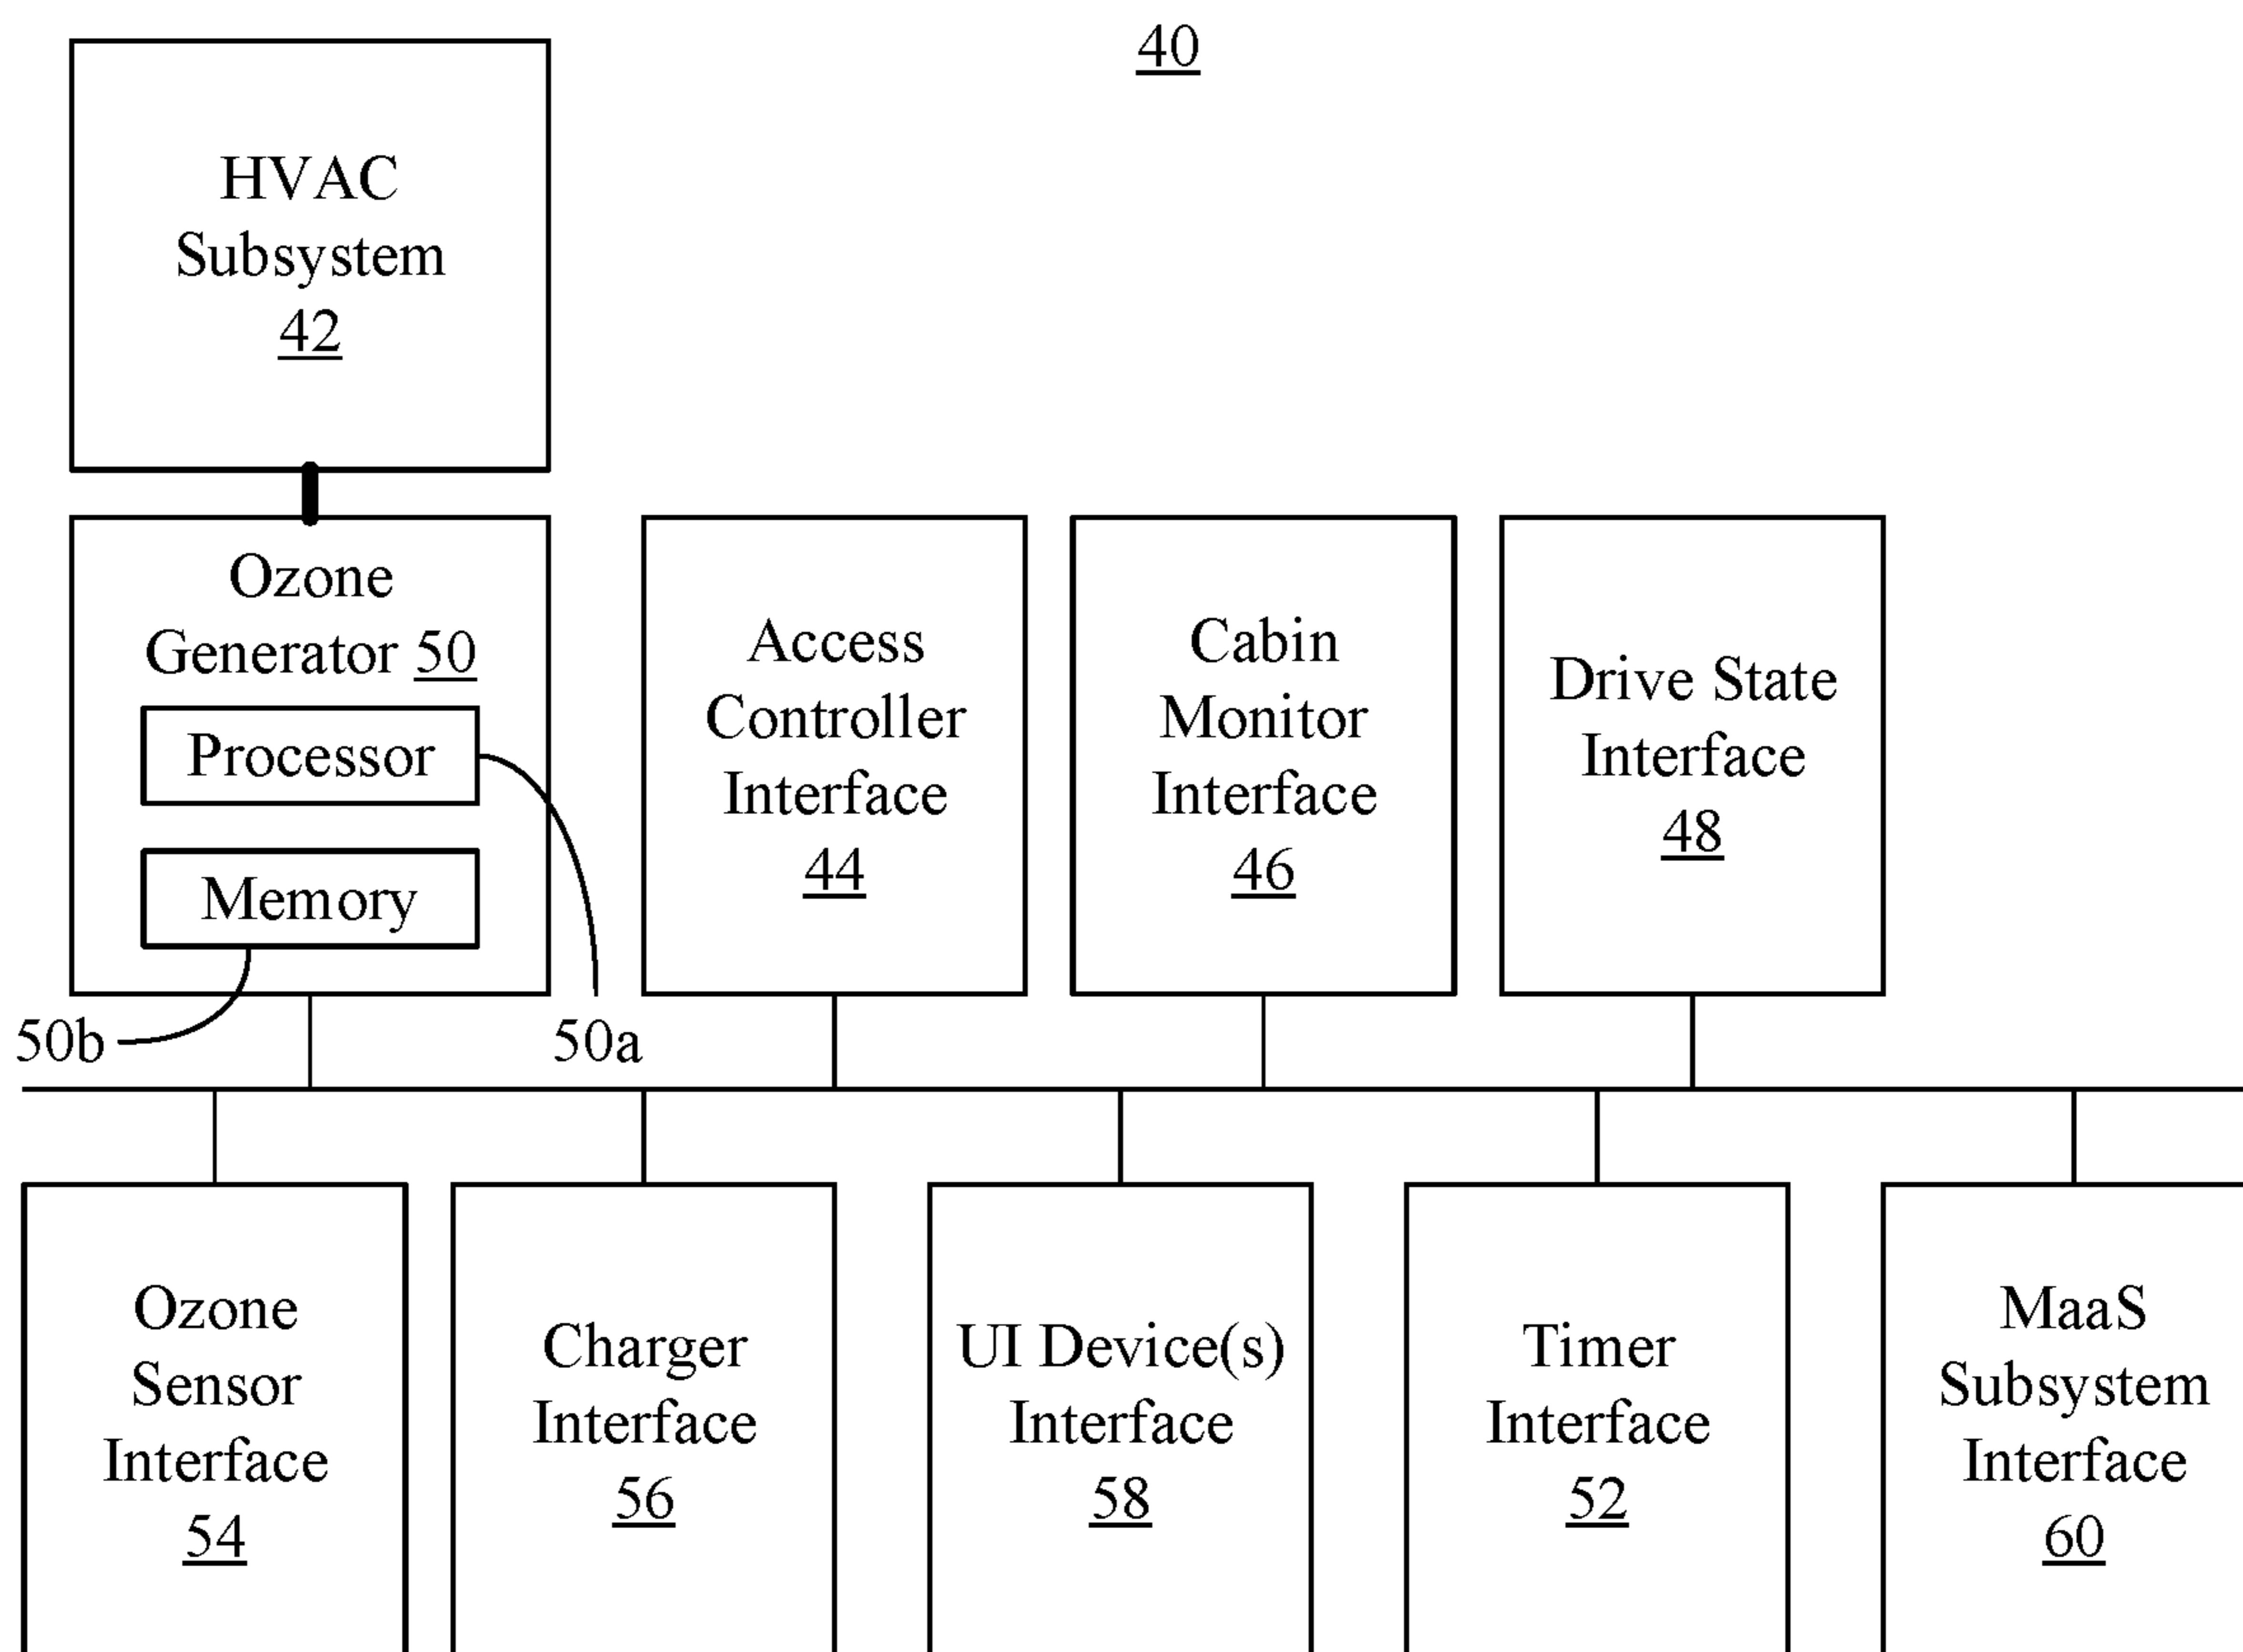 40
HVAC
Subsystem
42
Ozone
Generator 50
Processor
Memory
50b
50a
Access
Controller
Interface
44
Cabin
Monitor
Interface
46
Drive State
Interface
48
Ozone
Sensor
Interface
54
Charger
Interface
56
UI Device(s)
Interface
58
Timer
Interface
52
MaaS
Subsystem
Interface
60